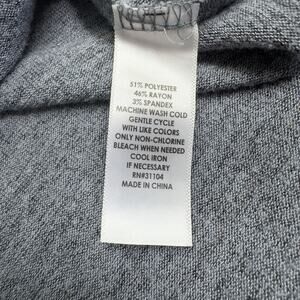 51% POLYESTER
46% RAYON
3% SPANDEX
MACHINE WASH COLD
GENTLE CYCLE
WITH LIKE COLORS
ONLY NON-CHLORINE
BLEACH WHEN NEEDED
COOL IRON
IF NECESSARY
RN#31104
MADE IN CHINA